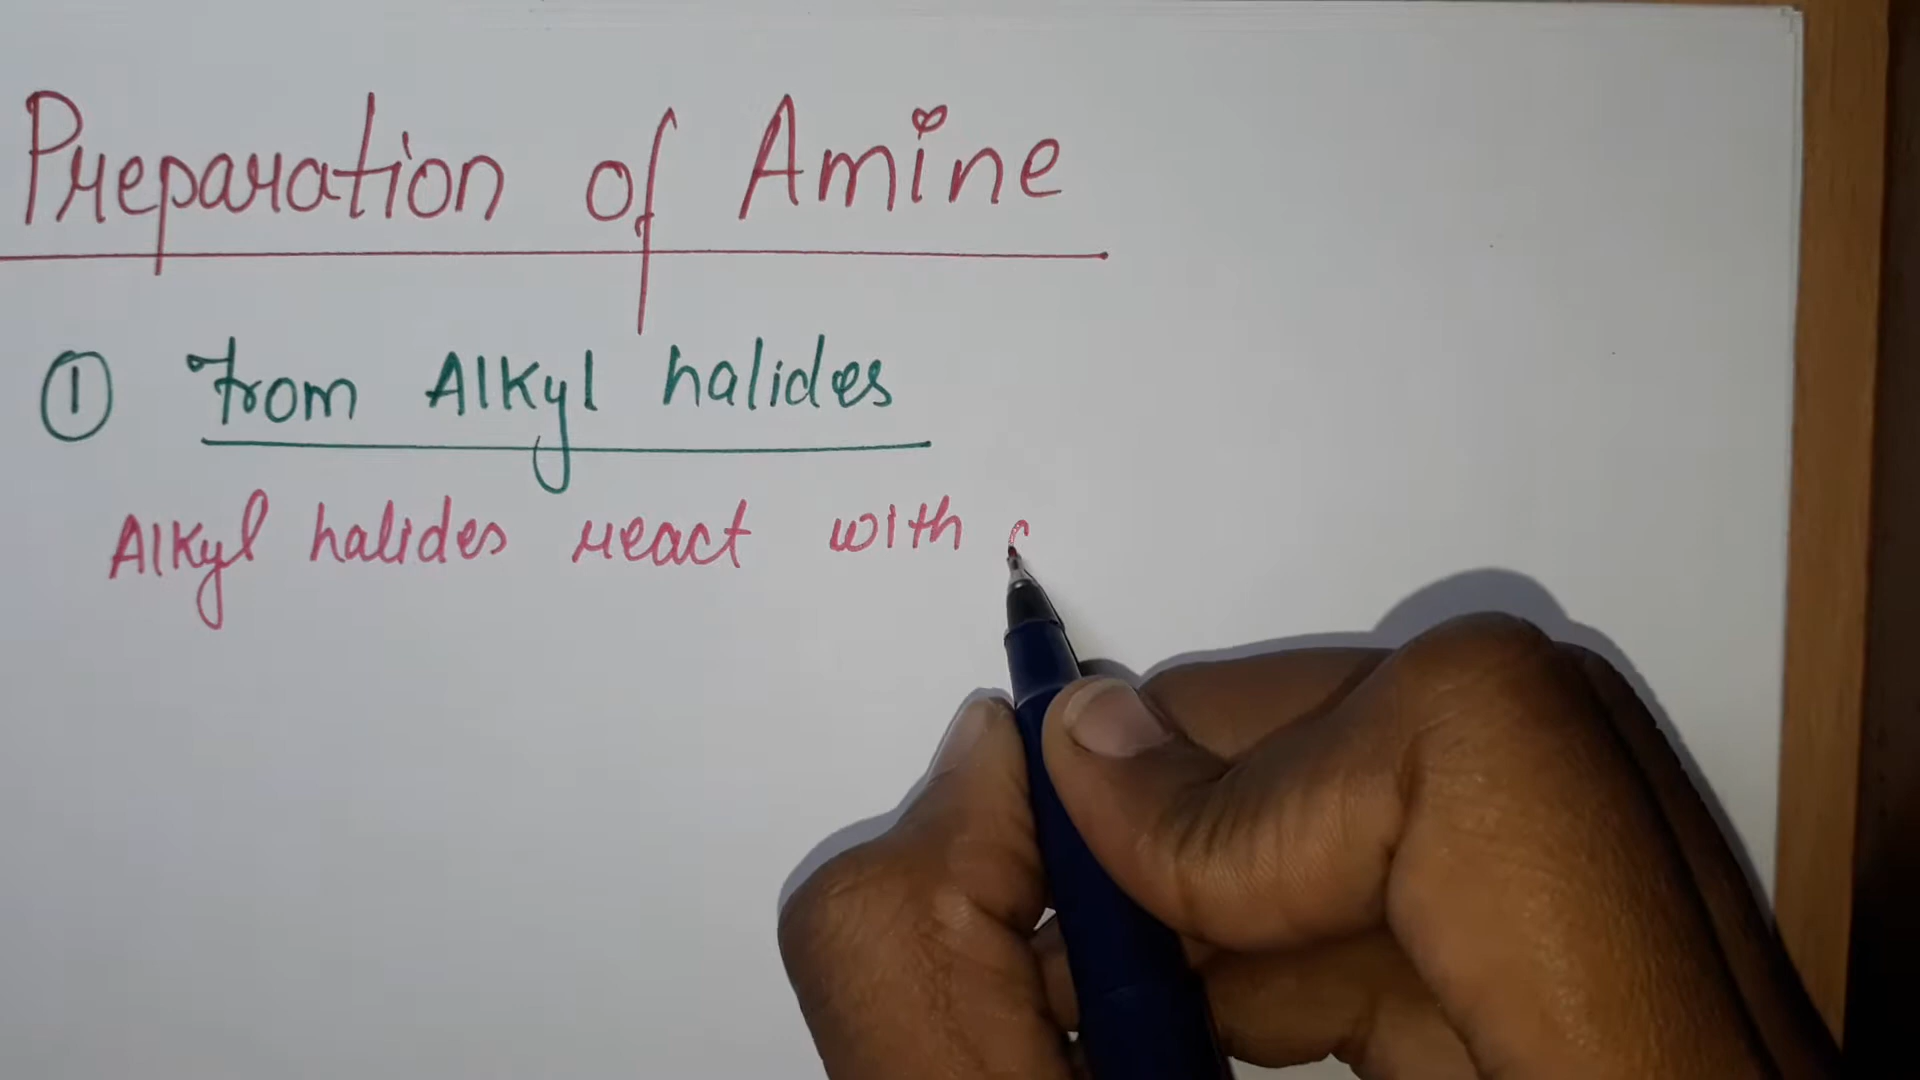 Preparation of Amine
① From Alkyl halides
Alkyl halides react with